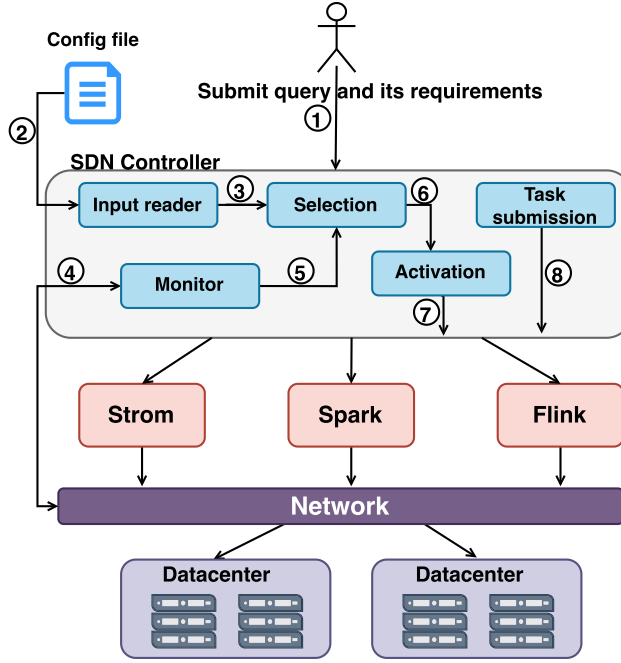 Config file
Submit query and its requirements
1
2
SDN Controller
Input reader
3
Selection
6
Task
submission
4
Monitor
5
Activation
7
8
Strom
Spark
Flink
Network
Datacenter
Datacenter